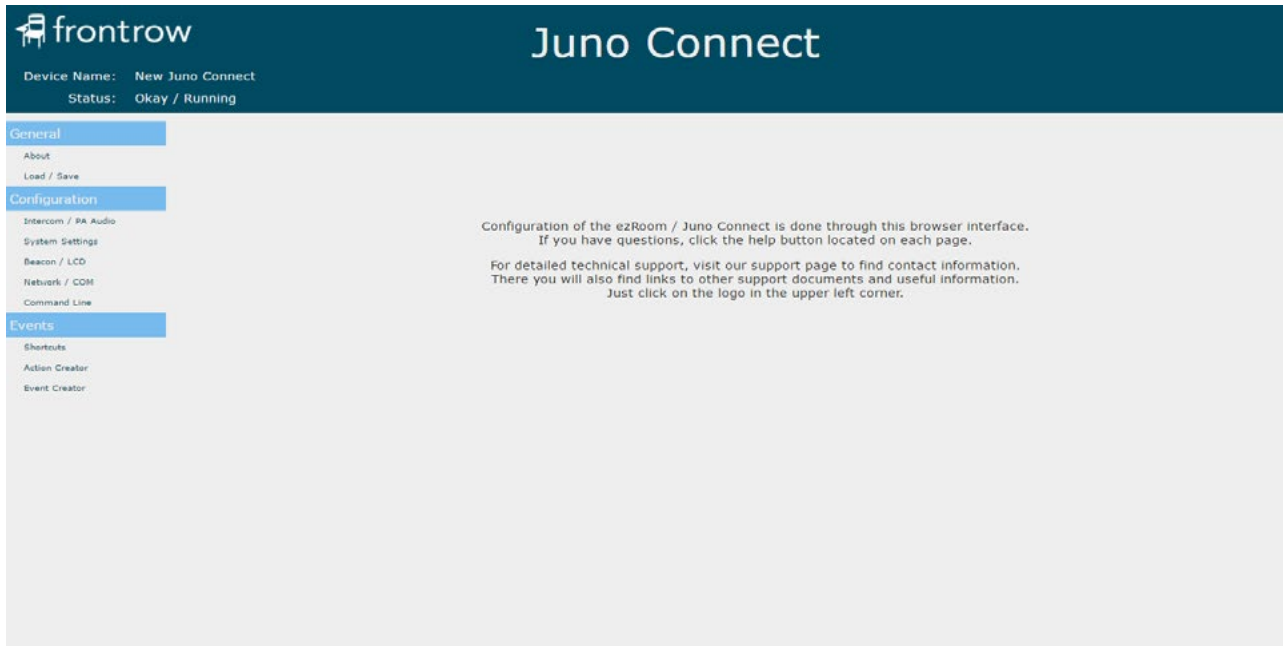 frontrow
Juno Connect
Device Name: New Juno Connect
Status: Okay / Running
General
About
Load / Save
Configuration
Intercom / PA Audio
System Settings
Beacon / LCD
Network / COM
Command Line
Events
Shortcuts
Action Creator
Event Creator
Configuration of the ezRoom / Juno Connect is done through this browser interface.
If you have questions, click the help button located on each page.
For detailed technical support, visit our support page to find contact information.
There you will also find links to other support documents and useful information.
Just click on the logo in the upper left corner.